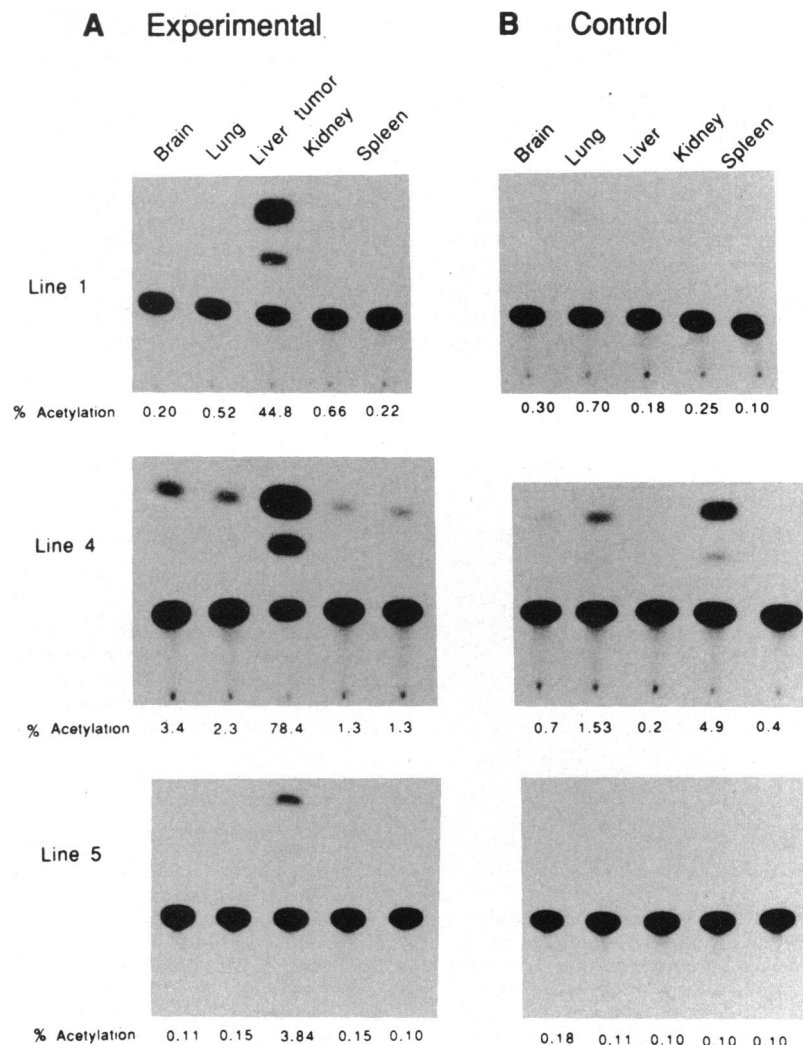 A Experimental
B Control
Brain Lung Liver tumor Kidney Spleen
Brain Lung Liver Kidney Spleen
Line 1
% Acetylation 0.20 0.52 44.8 0.66 0.22
0.30 0.70 0.18 0.25 0.10
Line 4
% Acetylation 3.4 2.3 78.4 1.3 1.3
0.7 1.53 0.2 4.9 0.4
Line 5
% Acetylation 0.11 0.15 3.84 0.15 0.10
0.18 0.11 0.10 0.10 0.10